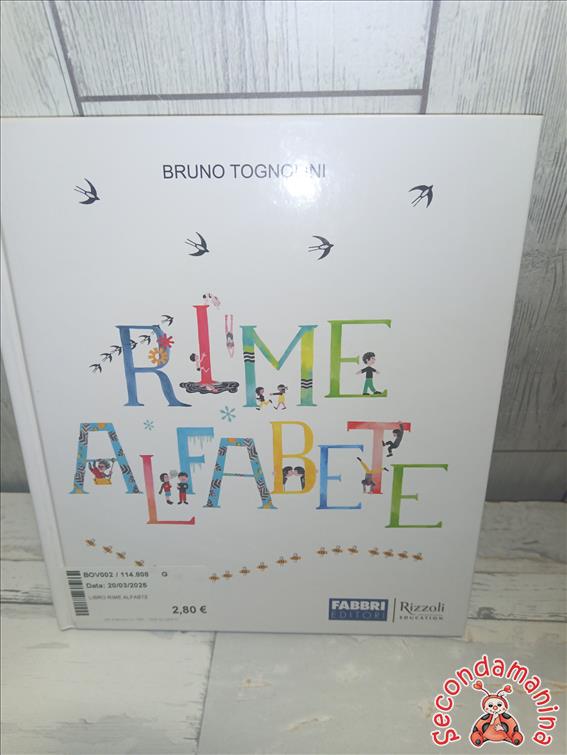 BRUNO TOGNOLINI
RIME
ALFABETE
BOV002 / 114.808 G
Data: 20/03/2025
LIBRO RIME ALFABTE
2,80 €
FABBRI
EDITORI
Rizzoli
EDUCATION
secondamanina